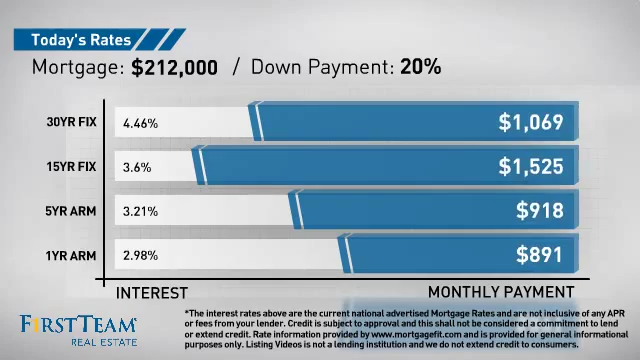 Today's Rates
Mortgage: $212,000 / Down Payment: 20%
30YR FIX 4.46% $1,069
15YR FIX 3.6% $1,525
5YR ARM 3.21% $918
1YR ARM 2.98% $891
INTEREST MONTHLY PAYMENT
FIRSTTEAM®
REAL ESTATE
*The interest rates above are the current national advertised Mortgage Rates and are not inclusive of any APR
or fees from your lender. Credit is subject to approval and this shall not be considered a commitment to lend
or extend credit. Rate information provided by www.mortgagefit.com and is provided for general informational
purposes only. Listing Videos is not a lending institution and we do not extend credit to consumers.